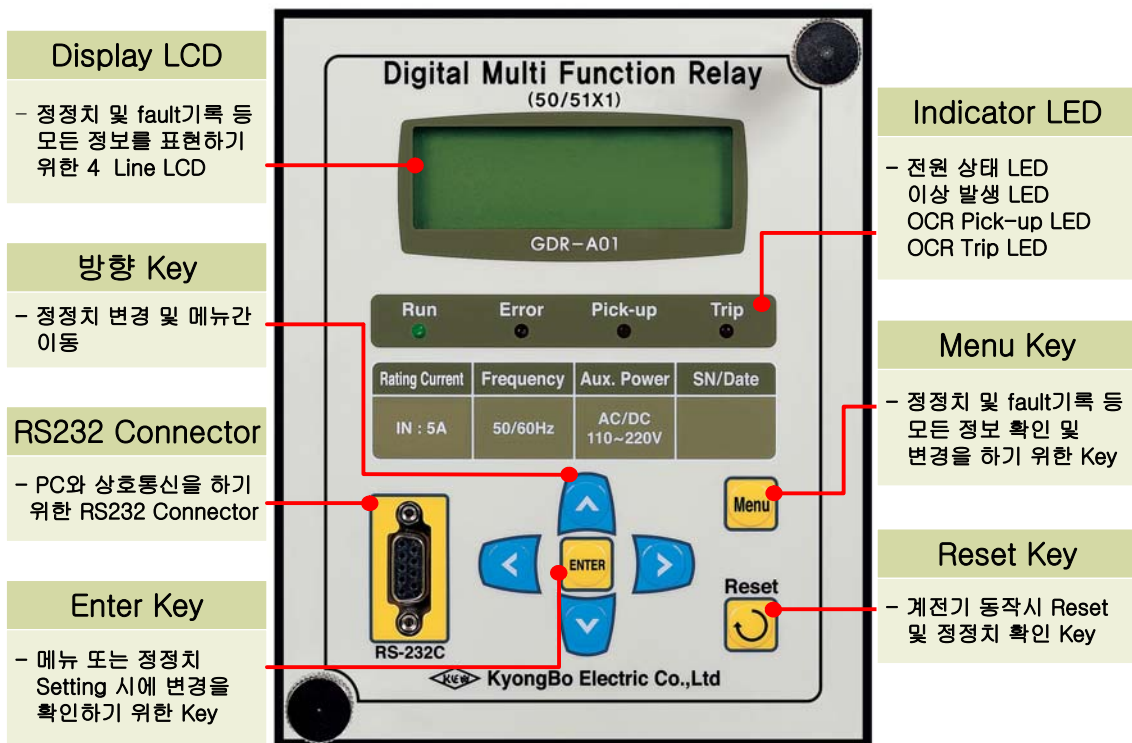 Display LCD
- 정정치 및 fault기록 등
모든 정보를 표현하기
위한 4 Line LCD
방향 Key
- 정정치 변경 및 메뉴간
이동
RS232 Connector
- PC와 상호통신을 하기
위한 RS232 Connector
Enter Key
- 메뉴 또는 정정치
Setting 시에 변경을
확인하기 위한 Key
Digital Multi Function Relay
(50/51X1)
GDR-A01
Run Error Pick-up Trip
Rating Current Frequency Aux. Power SN/Date
IN : 5A 50/60Hz AC/DC
110~220V
Menu
ENTER
Reset
RS-232C
KEW KyongBo Electric Co.,Ltd
Indicator LED
- 전원 상태 LED
이상 발생 LED
OCR Pick-up LED
OCR Trip LED
Menu Key
- 정정치 및 fault기록 등
모든 정보 확인 및
변경을 하기 위한 Key
Reset Key
- 계전기 동작시 Reset
및 정정치 확인 Key